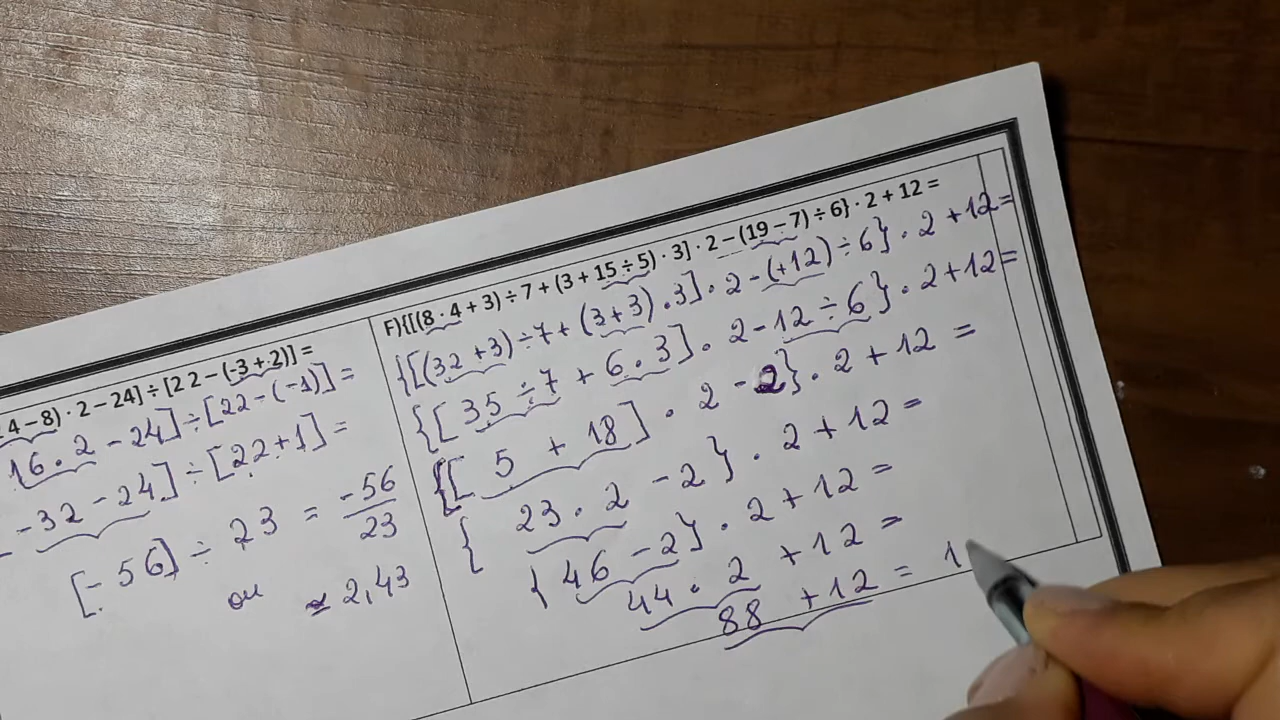 4 – 8) · 2 – 24] ÷ [2 2 – (-3 + 2)] =
16 . 2 - 24] ÷ [22 - (-1)] =
- 32 - 24] ÷ [22 + 1] =
[- 56] ÷ 23 = -56/23
ou ≃ 2,43
F){[(8 · 4 + 3) ÷ 7 + (3 + 15 ÷ 5) · 3] · 2 – (19 – 7) ÷ 6} · 2 + 12 =
{[(32 + 3) ÷ 7 + (3 + 3) . 3] . 2 - (+12) ÷ 6} . 2 + 12 =
{[ 35 ÷ 7 + 6 . 3] . 2 - 12 ÷ 6} . 2 + 12 =
{[ 5 + 18] . 2 - 2} . 2 + 12 =
{ 23 . 2 - 2} . 2 + 12 =
{46 - 2} . 2 + 12 =
44 . 2 + 12 =
88 + 12 = 1